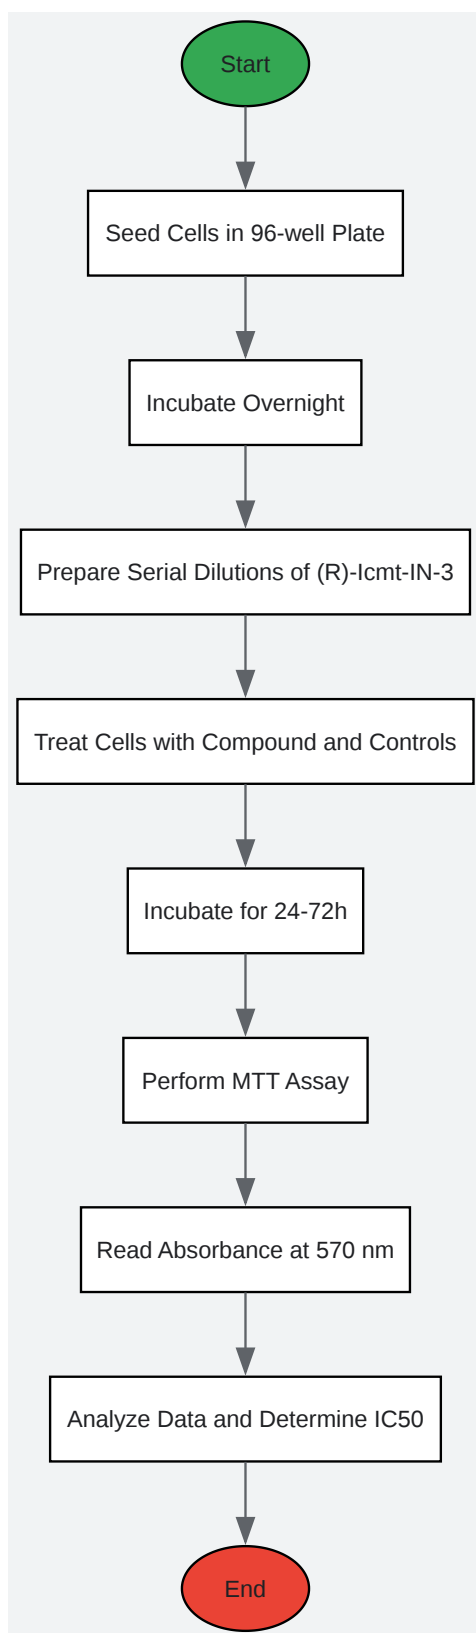 Start
Seed Cells in 96-well Plate
Incubate Overnight
Prepare Serial Dilutions of (R)-Icmt-IN-3
Treat Cells with Compound and Controls
Incubate for 24-72h
Perform MTT Assay
Read Absorbance at 570 nm
Analyze Data and Determine IC50
End